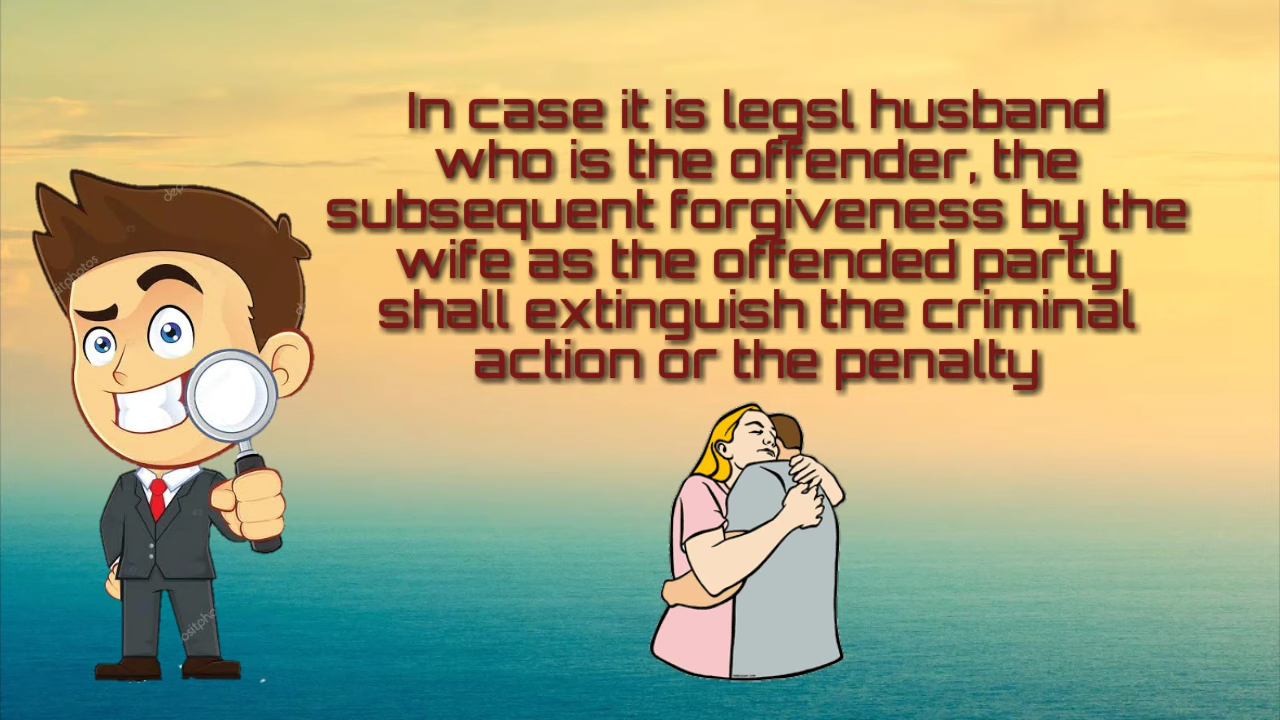 In case it is legsl husband
who is the offender, the
subsequent forgiveness by the
wife as the offended party
shall extinguish the criminal
action or the penalty